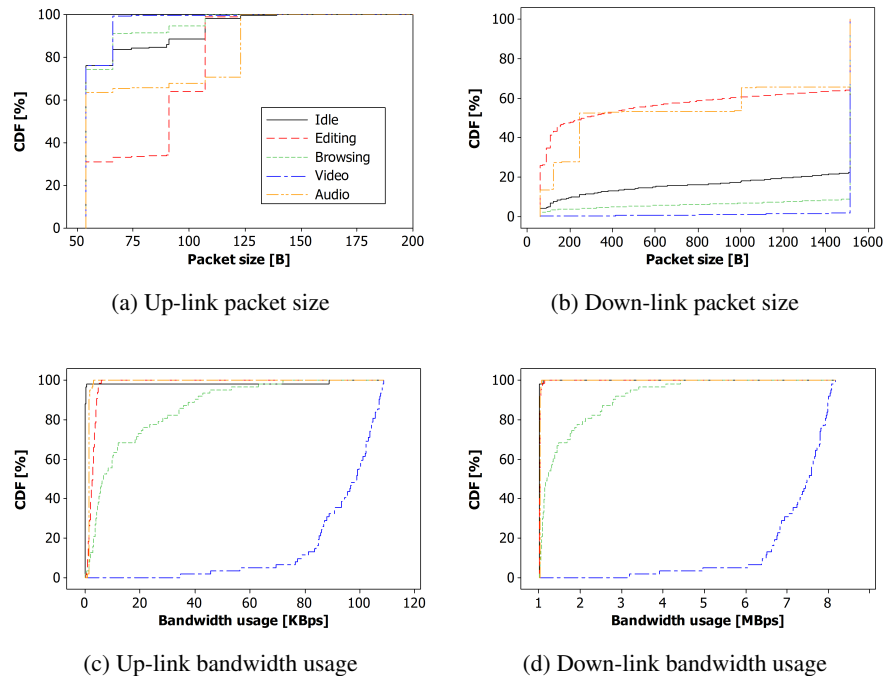 CDF [%]
100
80
60
40
20
0
Idle
Editing
Browsing
Video
Audio
50 75 100 125 150 175 200
Packet size [B]
(a) Up-link packet size
CDF [%]
100
80
60
40
20
0
0 200 400 600 800 1000 1200 1400 1600
Packet size [B]
(b) Down-link packet size
CDF [%]
100
80
60
40
20
0
0 20 40 60 80 100 120
Bandwidth usage [KBps]
(c) Up-link bandwidth usage
CDF [%]
100
80
60
40
20
0
1 2 3 4 5 6 7 8
Bandwidth usage [MBps]
(d) Down-link bandwidth usage